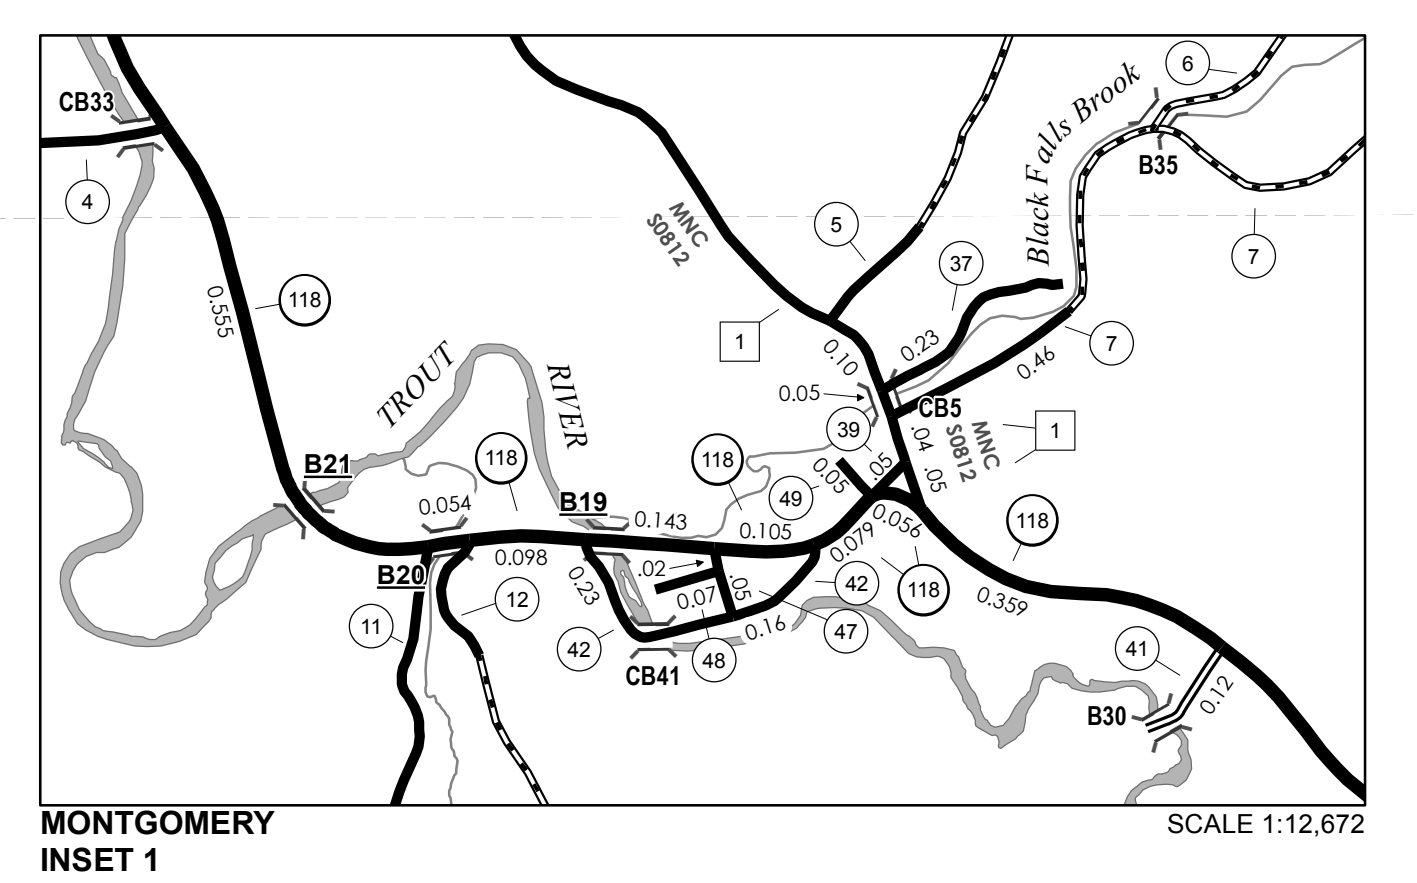 CB33
6
Black Falls Brook
B35
4
MNC
S0812
5
37
7
118
0.555
1
0.10
0.23
7
0.46
TROUT
RIVER
0.05
CB5
39
.04
MNC
S0812
1
B21
118
118
0.05
.05
.05
49
0.054
B19
0.143
0.105
0.056
118
0.098
0.079
B20
.02
0.23
.05
42
118
0.359
12
0.07
11
0.16
47
42
48
41
CB41
0.12
B30
MONTGOMERY
SCALE 1:12,672
INSET 1